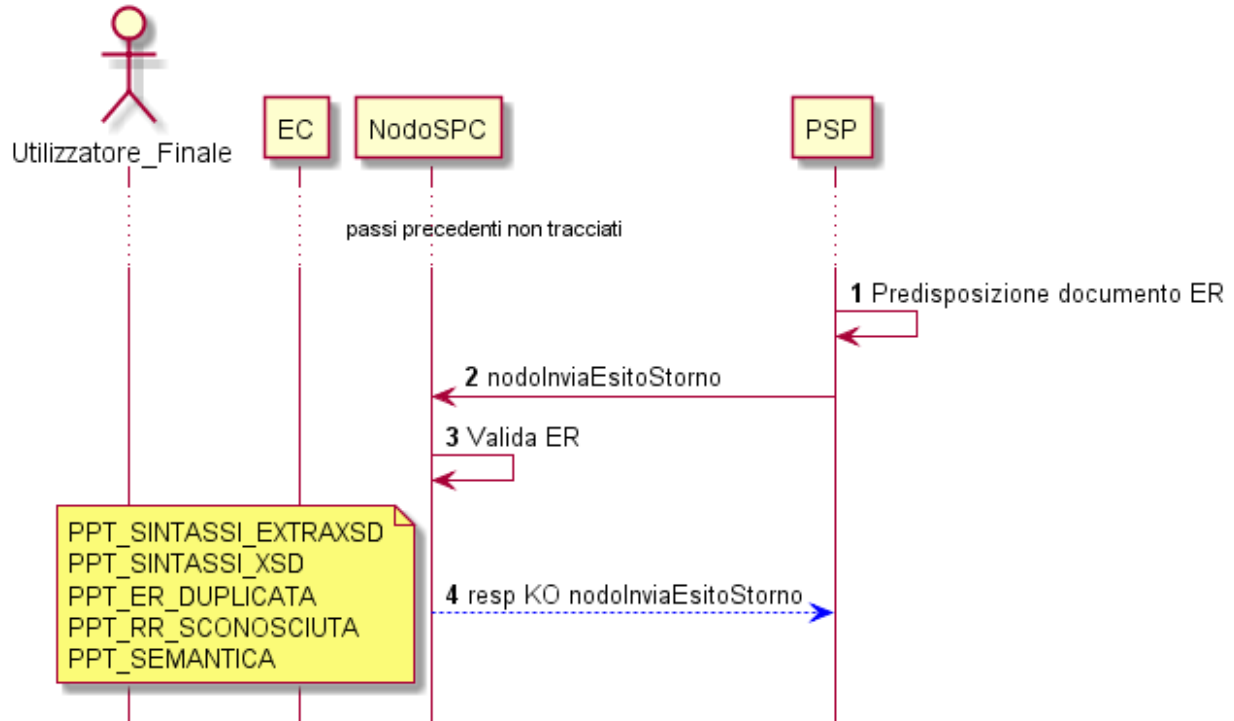 Utilizzatore_Finale
EC
NodoSPC
PSP
passi precedenti non tracciati
1 Predisposizione documento ER
2 nodoInviaEsitoStorno
3 Valida ER
PPT_SINTASSI_EXTRAXSD
PPT_SINTASSI_XSD
PPT_ER_DUPLICATA
PPT_RR_SCONOSCIUTA
PPT_SEMANTICA
4 resp KO nodoInviaEsitoStorno